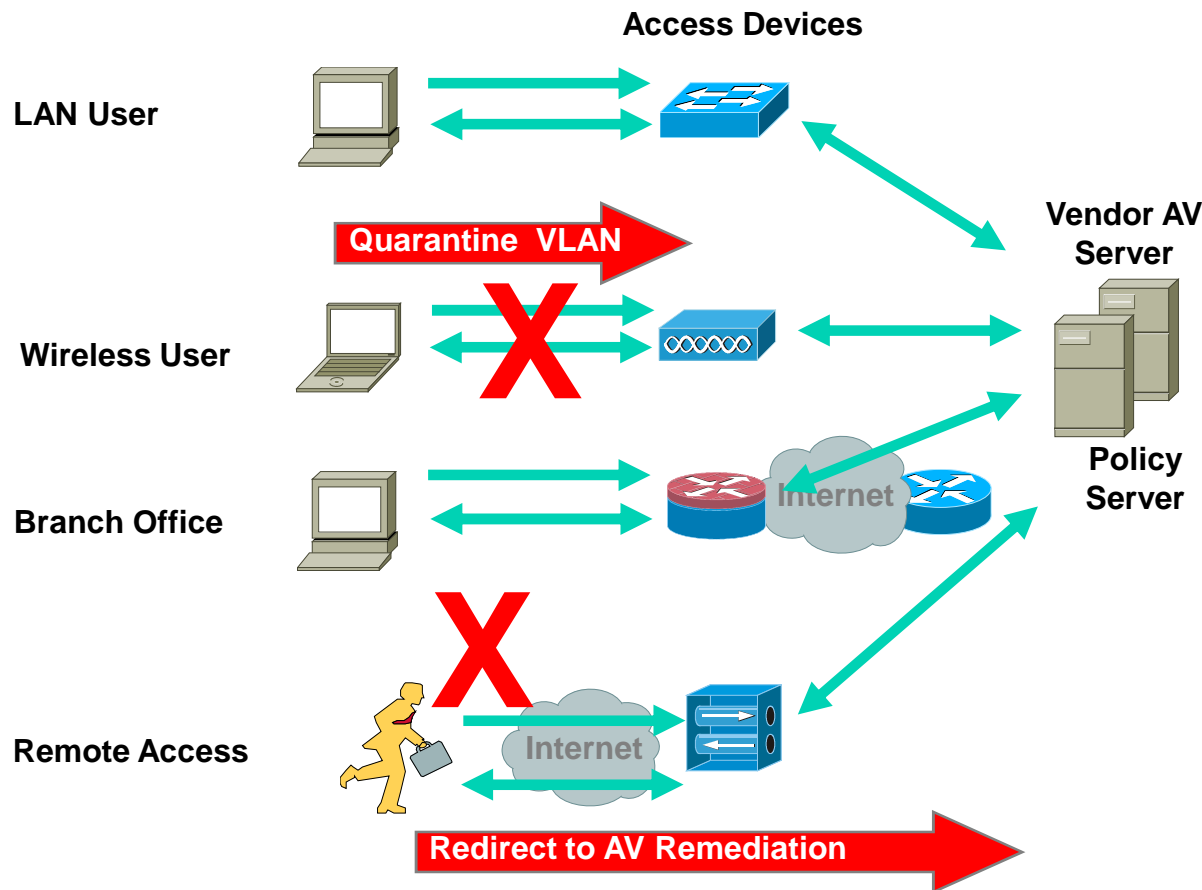 Access Devices
LAN User
Quarantine VLAN
Vendor AV
Server
Wireless User
Internet
Policy
Server
Branch Office
Internet
Remote Access
Redirect to AV Remediation